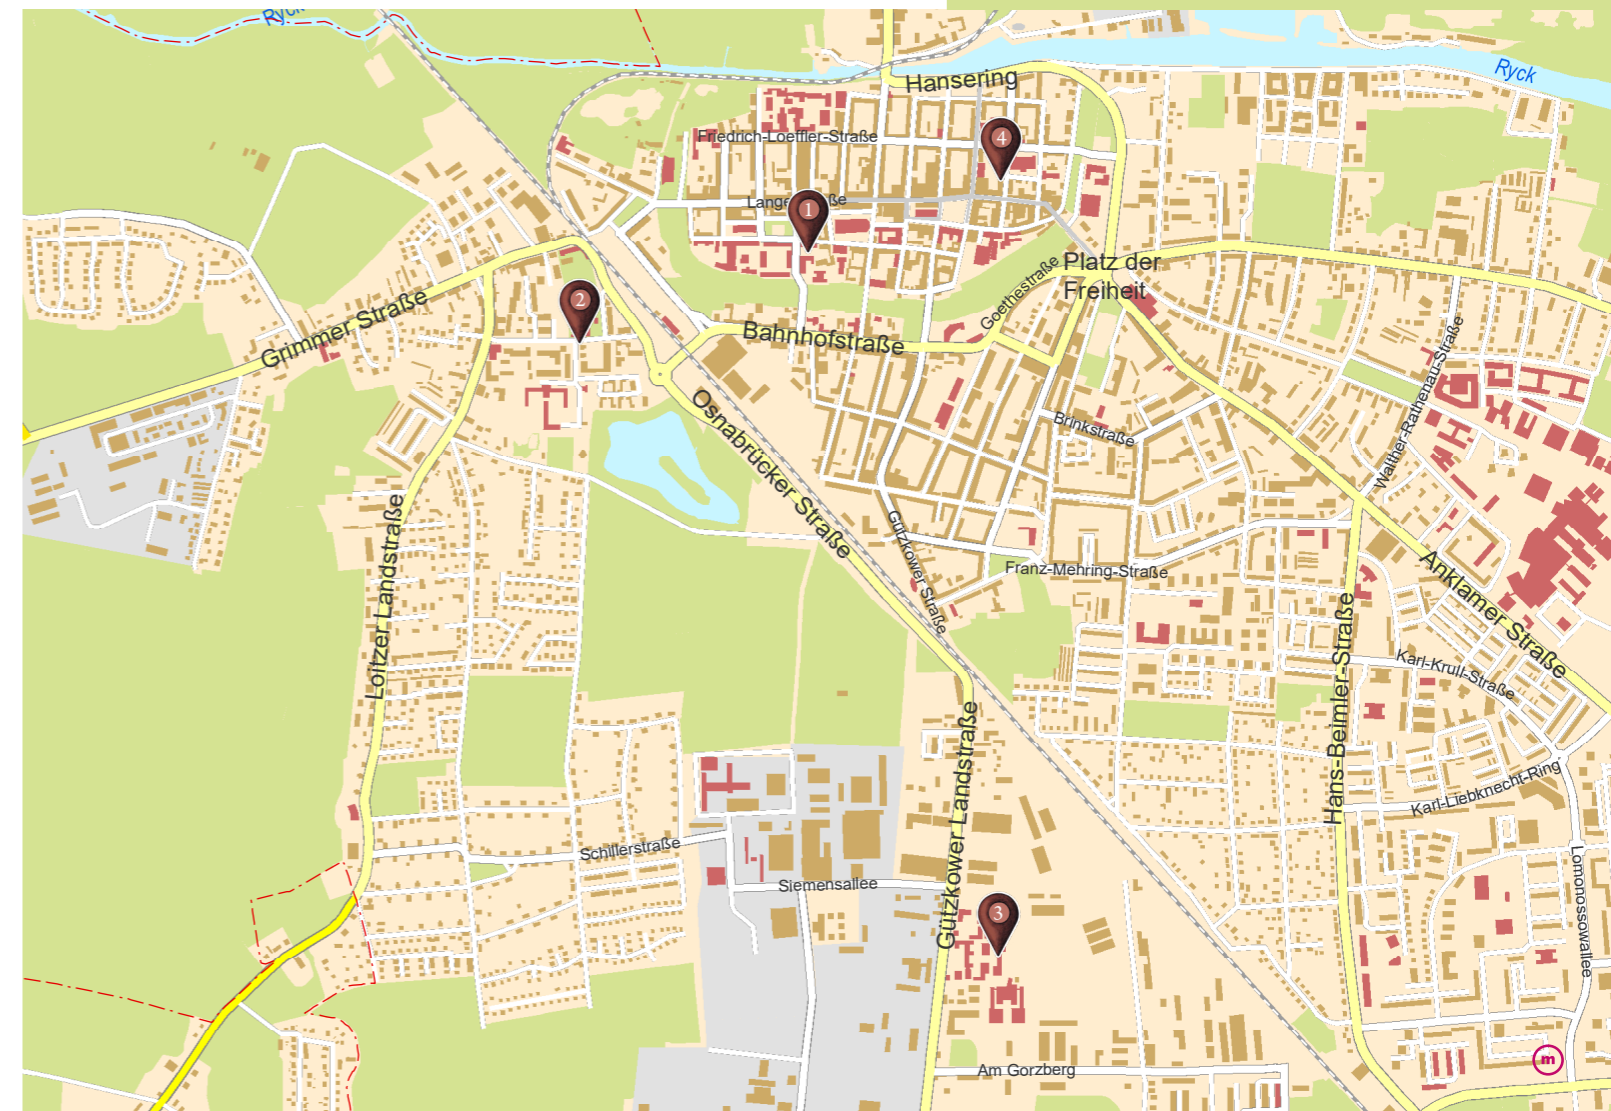 Ryck
Hansering
Ryck
Friedrich-Loeffler-Straße
4
1
Platz der
Freiheit
Goethestraße
2
Grimmer Straße
Bahnhofstraße
Walther-Rathenau-Straße
Osnabrücker Straße
Brinkstraße
Loitzer Landstraße
Gützkower Straße
Franz-Mehring-Straße
Anklamer Straße
Hans-Beimler-Straße
Karl-Krull-Straße
Gützkower Landstraße
Karl-Liebknecht-Ring
Schillerstraße
Siemensallee
Lomonossowallee
3
m
Am Gorzberg